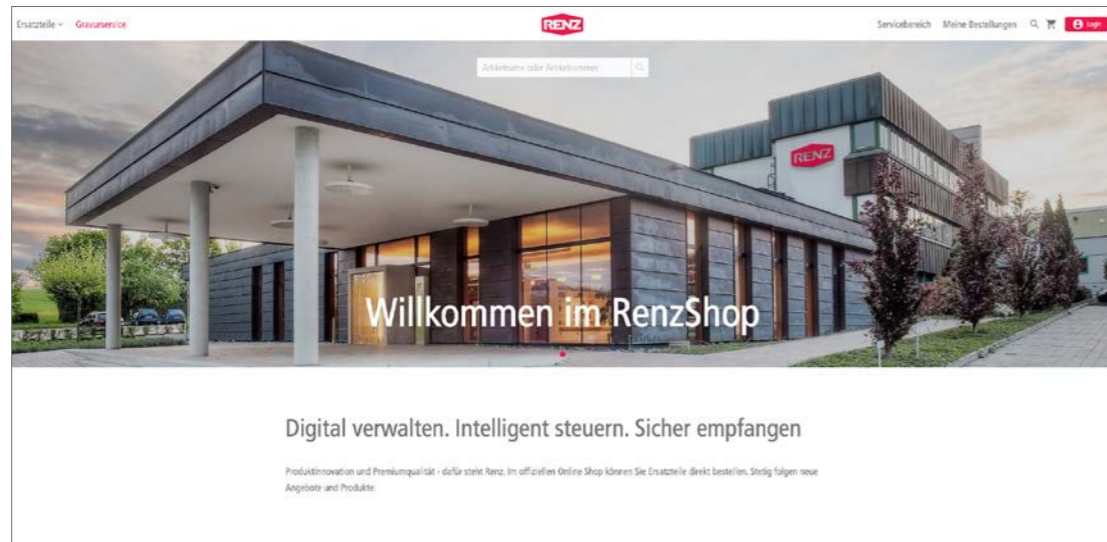 Ersatzteile
Gravurservice
RENZ
Servicebereich
Meine Bestellungen
Login
Artikelname oder Artikelnummer
RENZ
Willkommen im RenzShop
Digital verwalten. Intelligent steuern. Sicher empfangen
Produktinnovation und Premiumqualität - dafür steht Renz. Im offiziellen Online Shop können Sie Ersatzteile direkt bestellen. Stetig folgen neue
Angebote und Produkte.